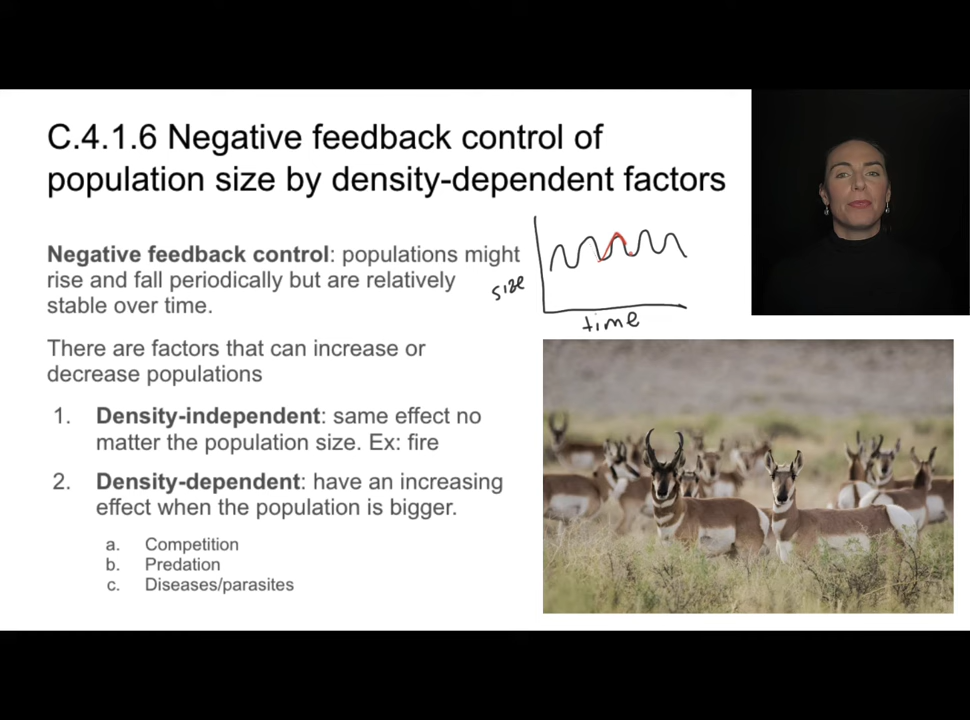 C.4.1.6 Negative feedback control of
population size by density-dependent factors
Negative feedback control: populations might
rise and fall periodically but are relatively
stable over time.
size
time
There are factors that can increase or
decrease populations
1. Density-independent: same effect no
matter the population size. Ex: fire
2. Density-dependent: have an increasing
effect when the population is bigger.
a. Competition
b. Predation
c. Diseases/parasites